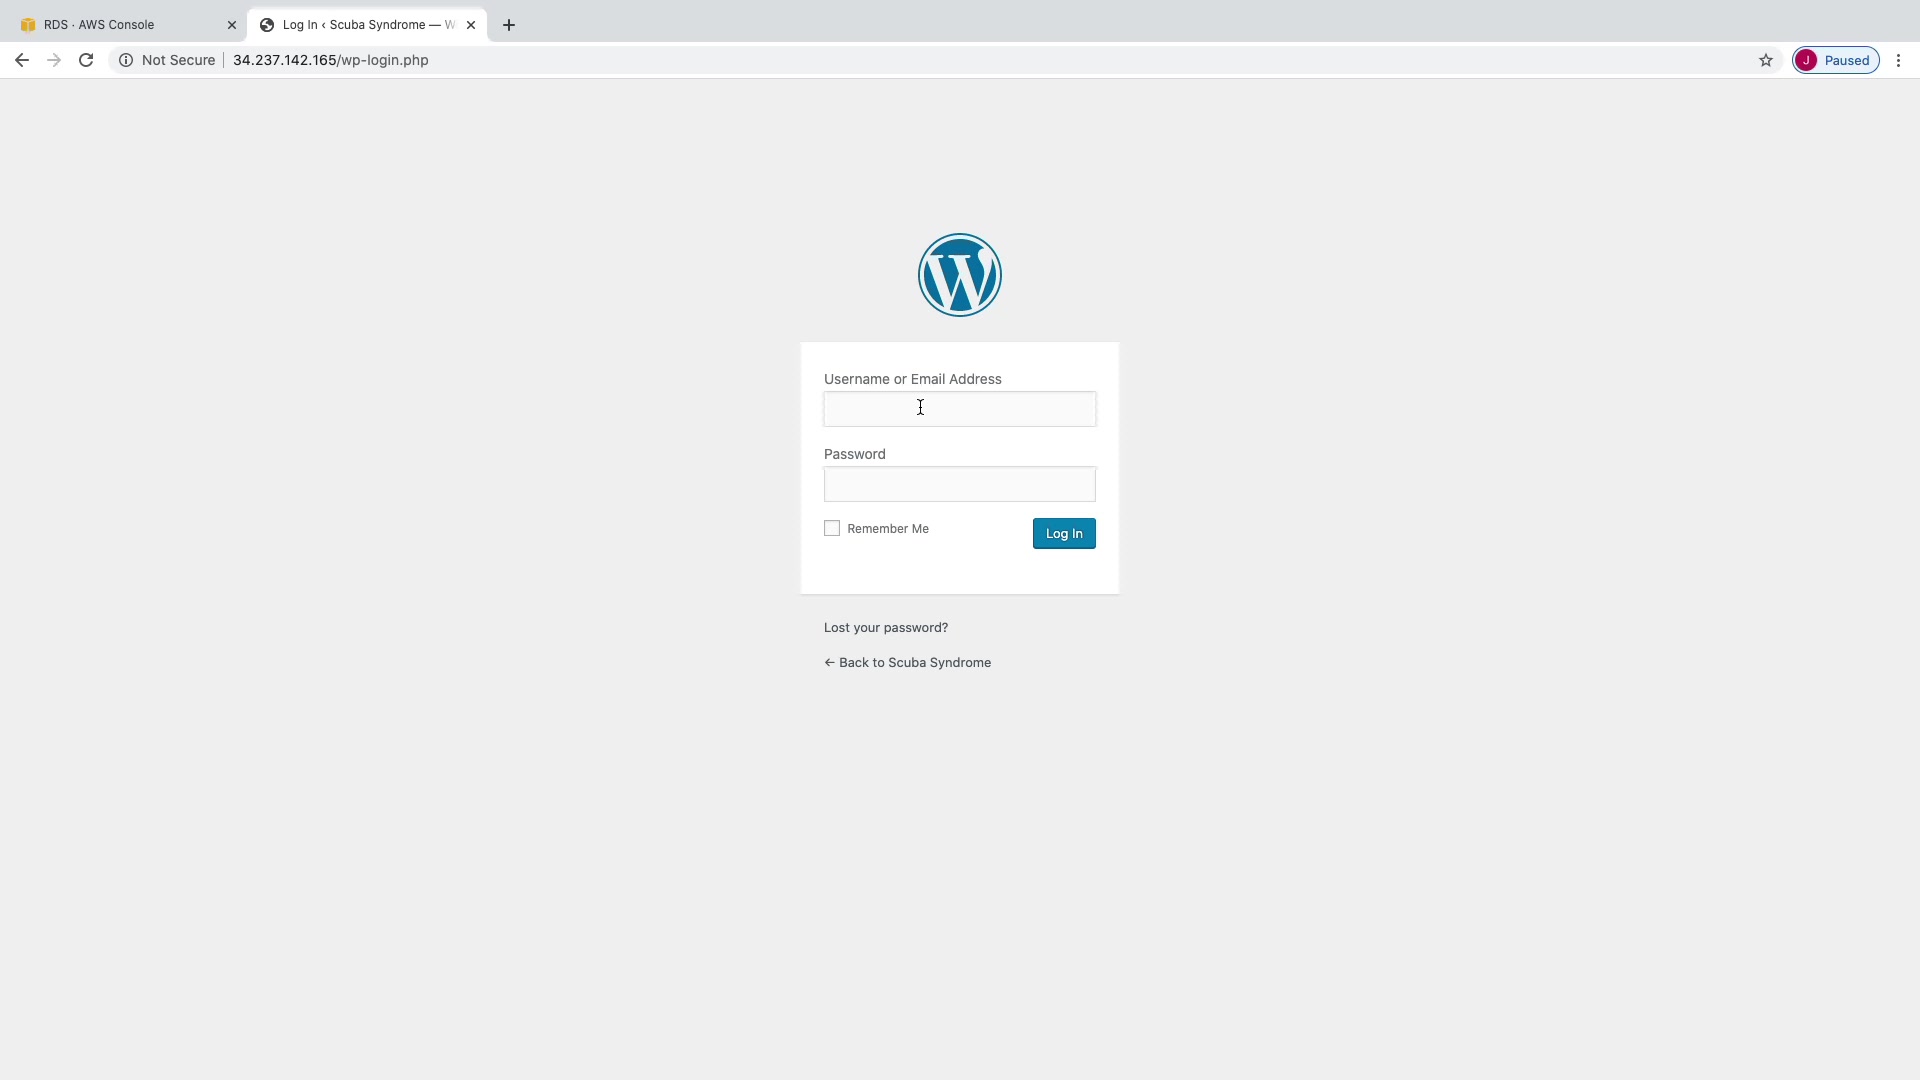 RDS · AWS Console
Log In ‹ Scuba Syndrome — W
Not Secure
34.237.142.165/wp-login.php
J
Paused
Username or Email Address
Password
Remember Me
Log In
Lost your password?
← Back to Scuba Syndrome